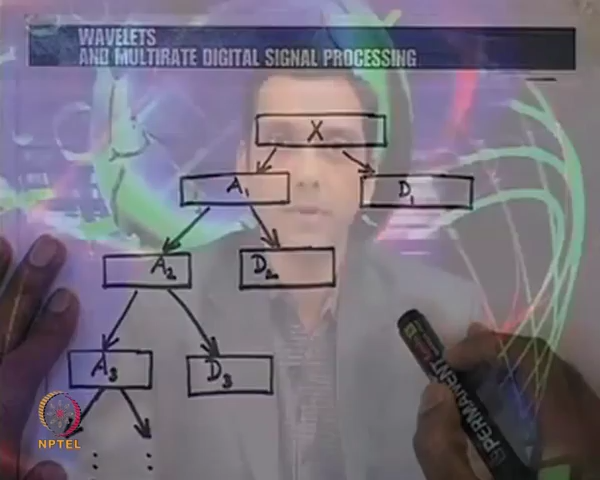 WAVELETS
AND MULTIRATE DIGITAL SIGNAL PROCESSING
X
A1 D1
A2 D2
A3 D3
NPTEL
PERMANENT